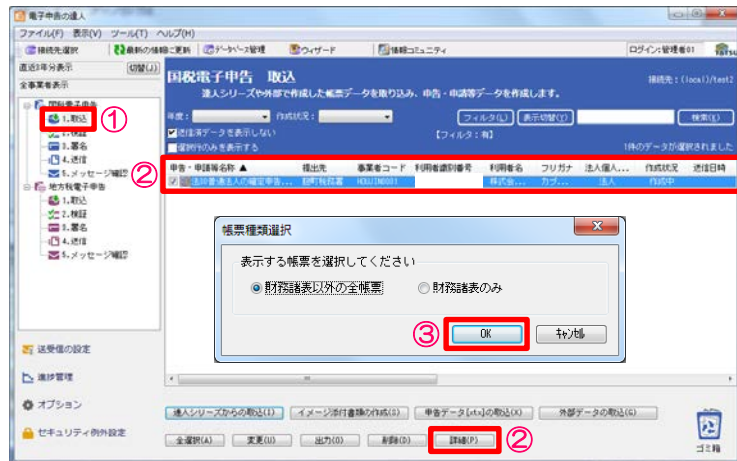 電子申告の達人
ファイル(F) 表示(V) ツール(T) ヘルプ(H)
接続先選択 最新の情報に更新 データベース管理 ウィザード 情報コミュニティ ログイン:管理者01
直近2年分表示 切替(J)
全事業者表示
国税電子申告
1.取込
①
2.検証
3.署名
4.送信
5.メッセージ確認
地方税電子申告
1.取込
2.検証
3.署名
4.送信
5.メッセージ確認
送受信の設定
進捗管理
オプション
セキュリティ例外設定
国税電子申告 取込 接続先:(local)/test2
達人シリーズや外部で作成した帳票データを取り込み、申告・申請等データを作成します。
年度: 作成状況: フィルタ(L) 表示切替(Y) 検索(K)
送信済データを表示しない 【フィルタ:有】
選択行のみを表示する 1件のデータが選択されました
②
申告・申請等名称 ▲ 提出先 事業者コード 利用者識別番号 利用者名 フリガナ 法人個人... 作成状況 送信日時
法人の確定申告... 麹町税務署 HOUJIN0001 株式会... カブ... 法人 作成中
帳票種類選択
表示する帳票を選択してください
財務諸表以外の全帳票 財務諸表のみ
③ OK キャンセル
達人シリーズからの取込(I) イメージ添付書類の作成(S) 申告データ[.xtx]の取込(X) 外部データの取込(G)
全選択(A) 変更(U) 出力(O) 削除(D) 詳細(P) ②
ゴミ箱